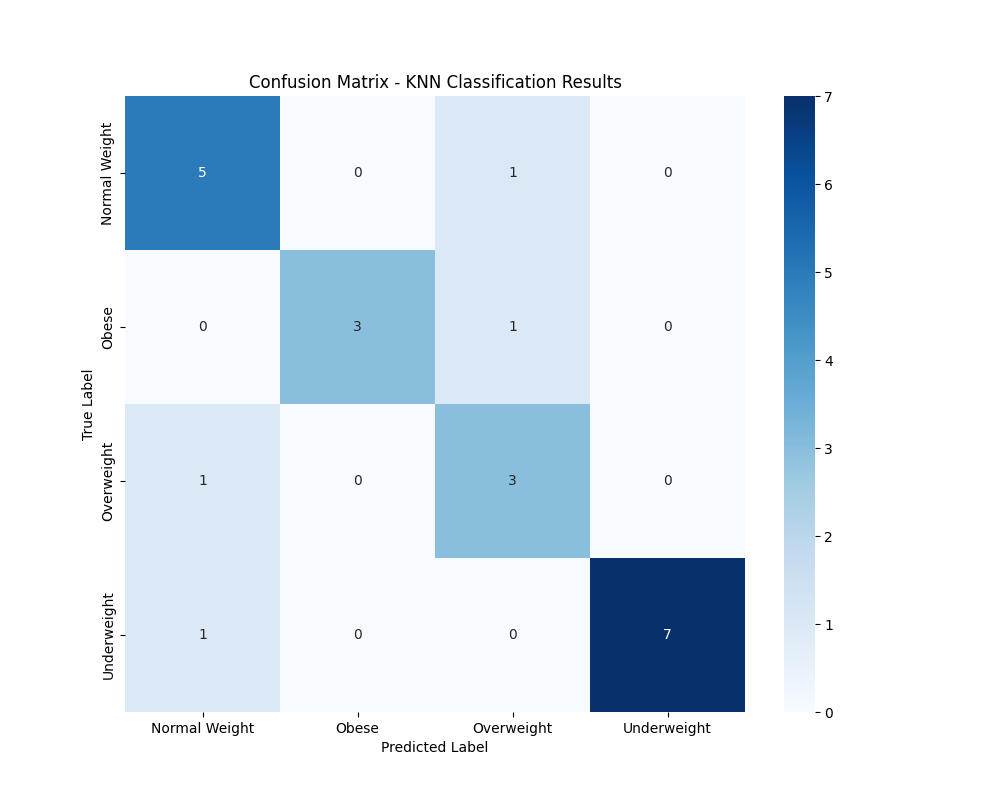 Confusion Matrix - KNN Classification Results
True Label
Normal Weight
5 0 1 0
Obese
0 3 1 0
Overweight
1 0 3 0
Underweight
1 0 0 7
Normal Weight Obese Overweight Underweight
Predicted Label
7
6
5
4
3
2
1
0